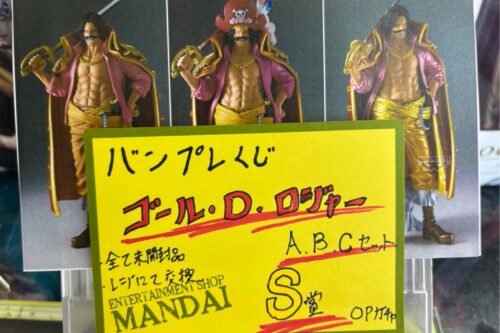 バンプレくじ
ゴール・D・ロジャー
A.B.Cセット
・全て未開封品
・レジにて交換
ENTERTAINMENT SHOP
MANDAI
S賞
OPガチャ